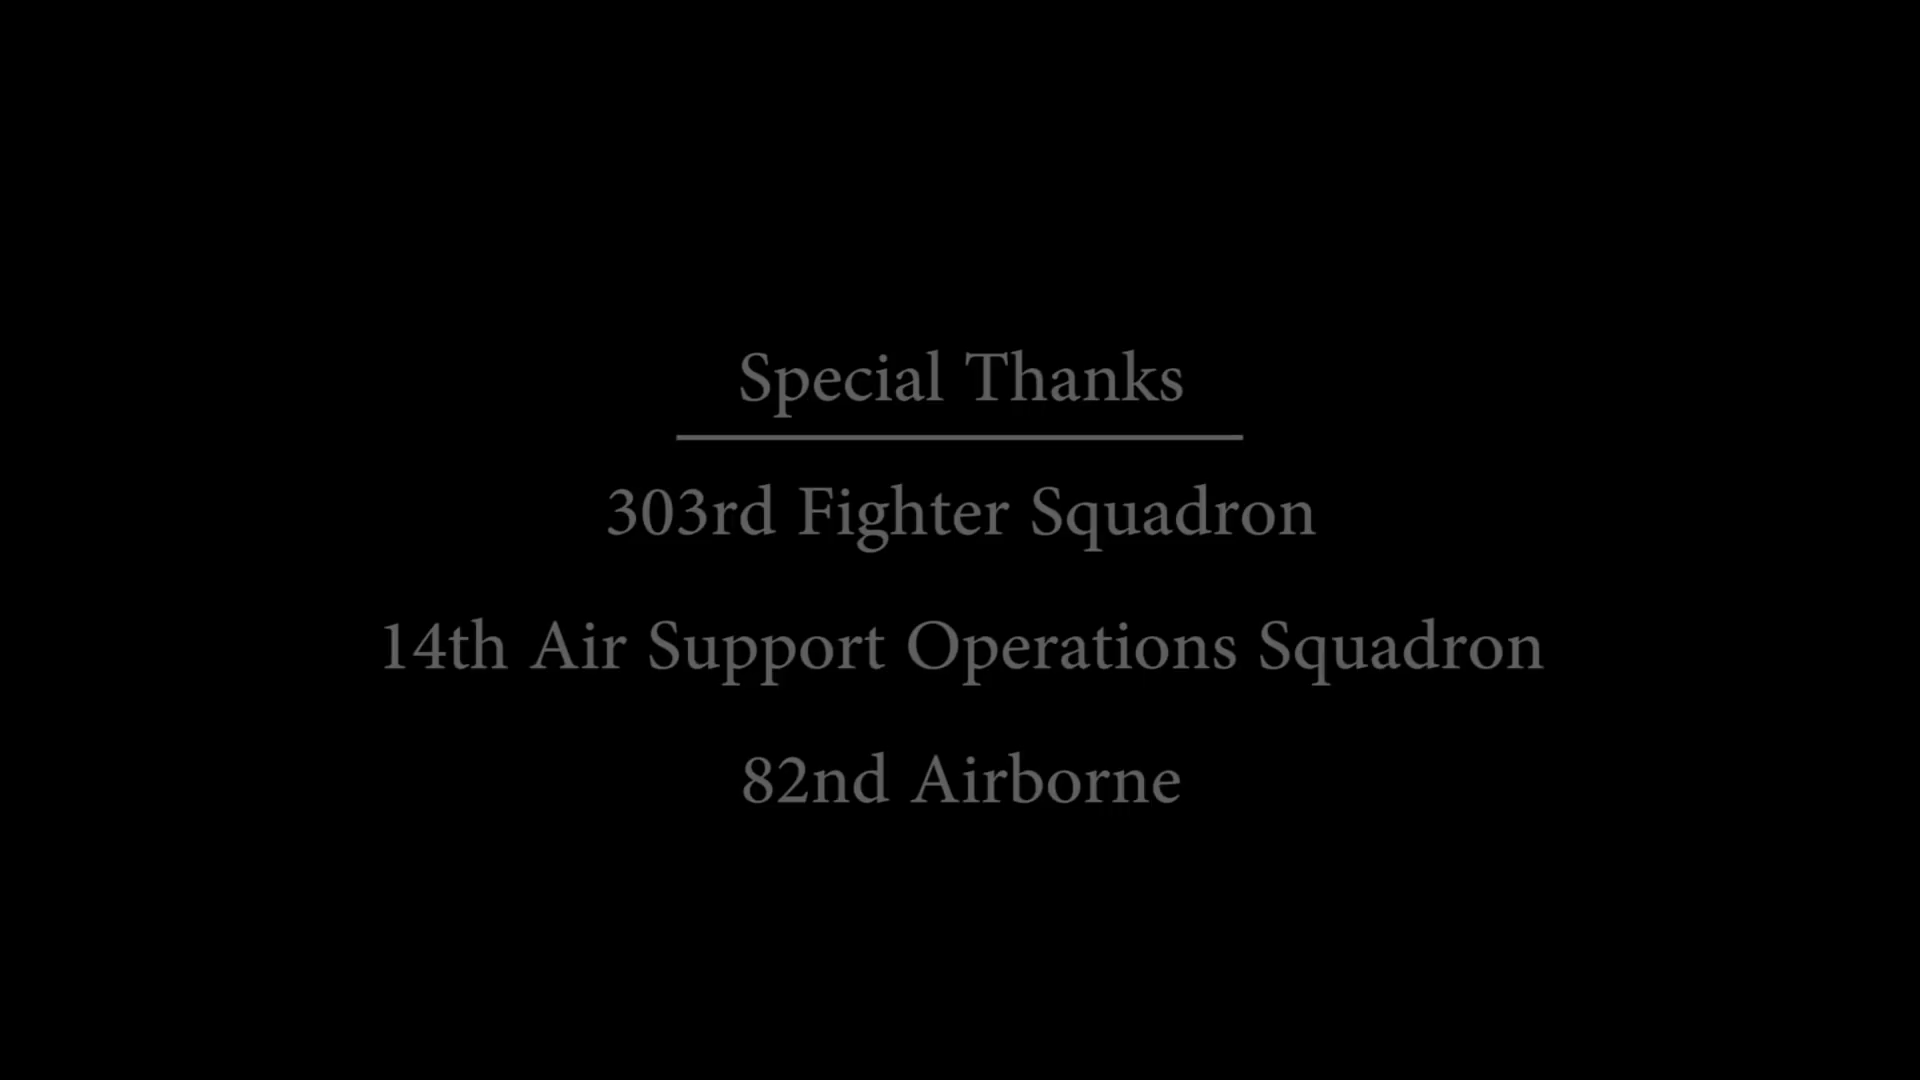 Special Thanks
303rd Fighter Squadron
14th Air Support Operations Squadron
82nd Airborne